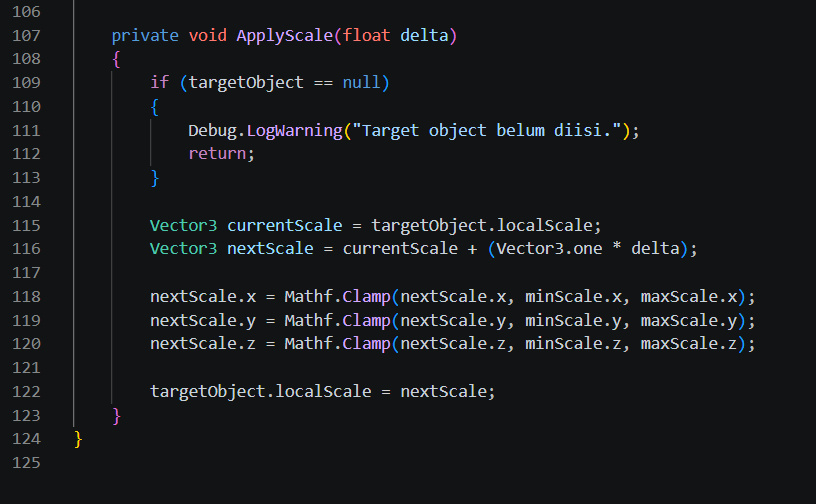 106
107 private void ApplyScale(float delta)
108 {
109 if (targetObject == null)
110 {
111 Debug.LogWarning("Target object belum diisi.");
112 return;
113 }
114
115 Vector3 currentScale = targetObject.localScale;
116 Vector3 nextScale = currentScale + (Vector3.one * delta);
117
118 nextScale.x = Mathf.Clamp(nextScale.x, minScale.x, maxScale.x);
119 nextScale.y = Mathf.Clamp(nextScale.y, minScale.y, maxScale.y);
120 nextScale.z = Mathf.Clamp(nextScale.z, minScale.z, maxScale.z);
121
122 targetObject.localScale = nextScale;
123 }
124 }
125